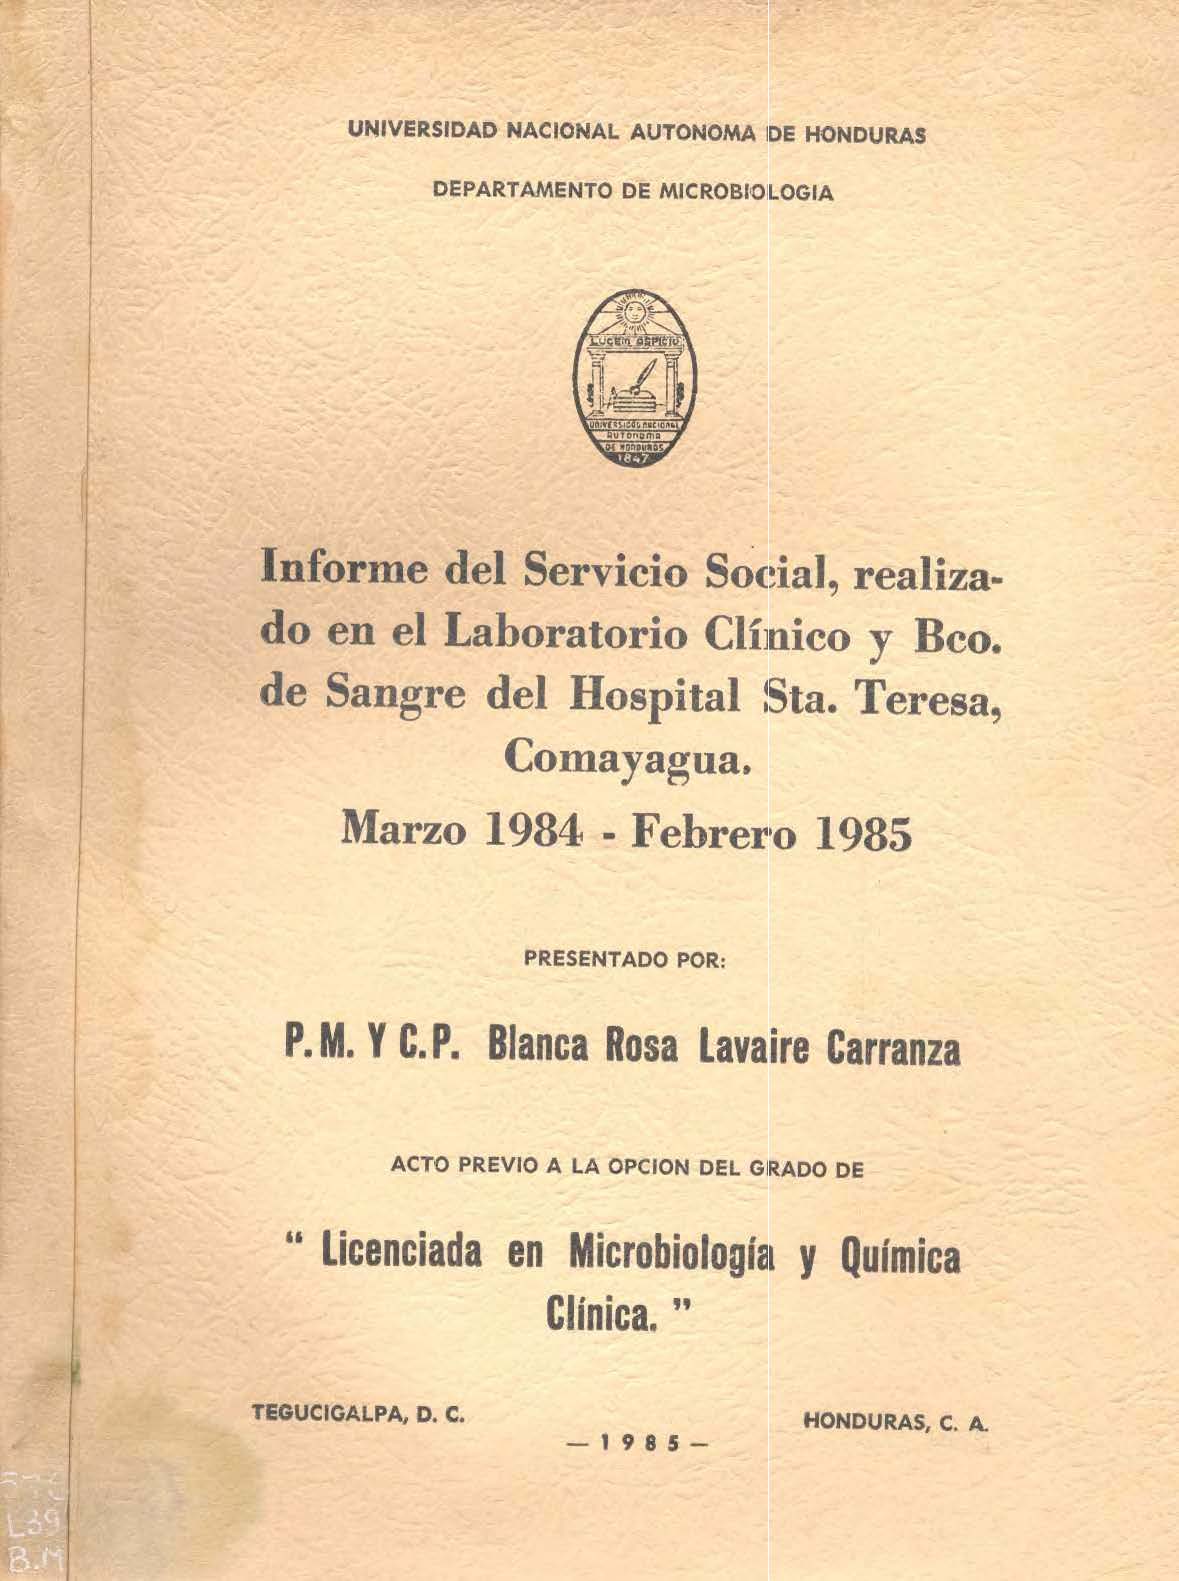 UNIVERSIDAD NACIONAL AUTONOMA DE HONDURAS
DEPARTAMENTO DE MICROBIOLOGIA
LUCEM ASPICIO
UNIVERSIDAD NACIONAL
AUTONOMA
DE HONDURAS
1847
Informe del Servicio Social, realiza-
do en el Laboratorio Clínico y Bco.
de Sangre del Hospital Sta. Teresa,
Comayagua.
Marzo 1984 - Febrero 1985
PRESENTADO POR:
P.M. Y C.P. Blanca Rosa Lavaire Carranza
ACTO PREVIO A LA OPCION DEL GRADO DE
“ Licenciada en Microbiología y Química
Clínica. ”
TEGUCIGALPA, D. C.
HONDURAS, C. A.
— 1 9 8 5 —
L39
B.M